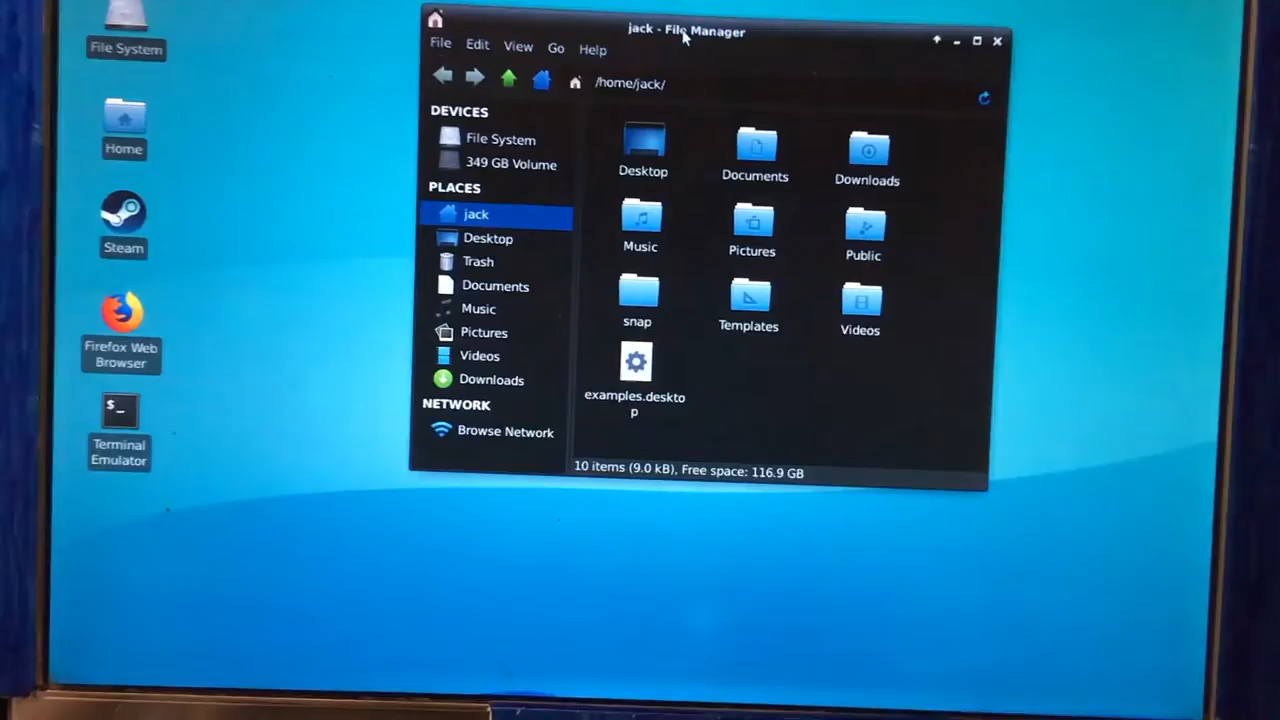 File System
Home
Steam
Firefox Web
Browser
$_
Terminal
Emulator
jack - File Manager
File Edit View Go Help
/home/jack/
DEVICES
File System
349 GB Volume
PLACES
jack
Desktop
Trash
Documents
Music
Pictures
Videos
Downloads
NETWORK
Browse Network
Desktop
Documents
Downloads
Music
Pictures
Public
snap
Templates
Videos
examples.deskto
p
10 items (9.0 kB), Free space: 116.9 GB